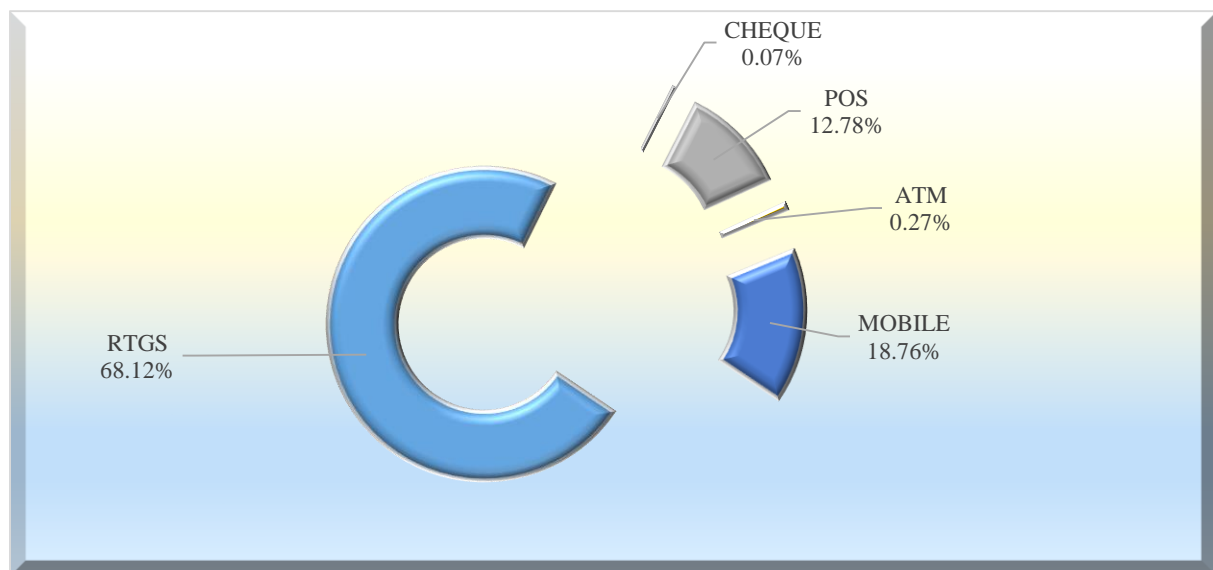 CHEQUE
0.07%
POS
12.78%
ATM
0.27%
MOBILE
18.76%
RTGS
68.12%